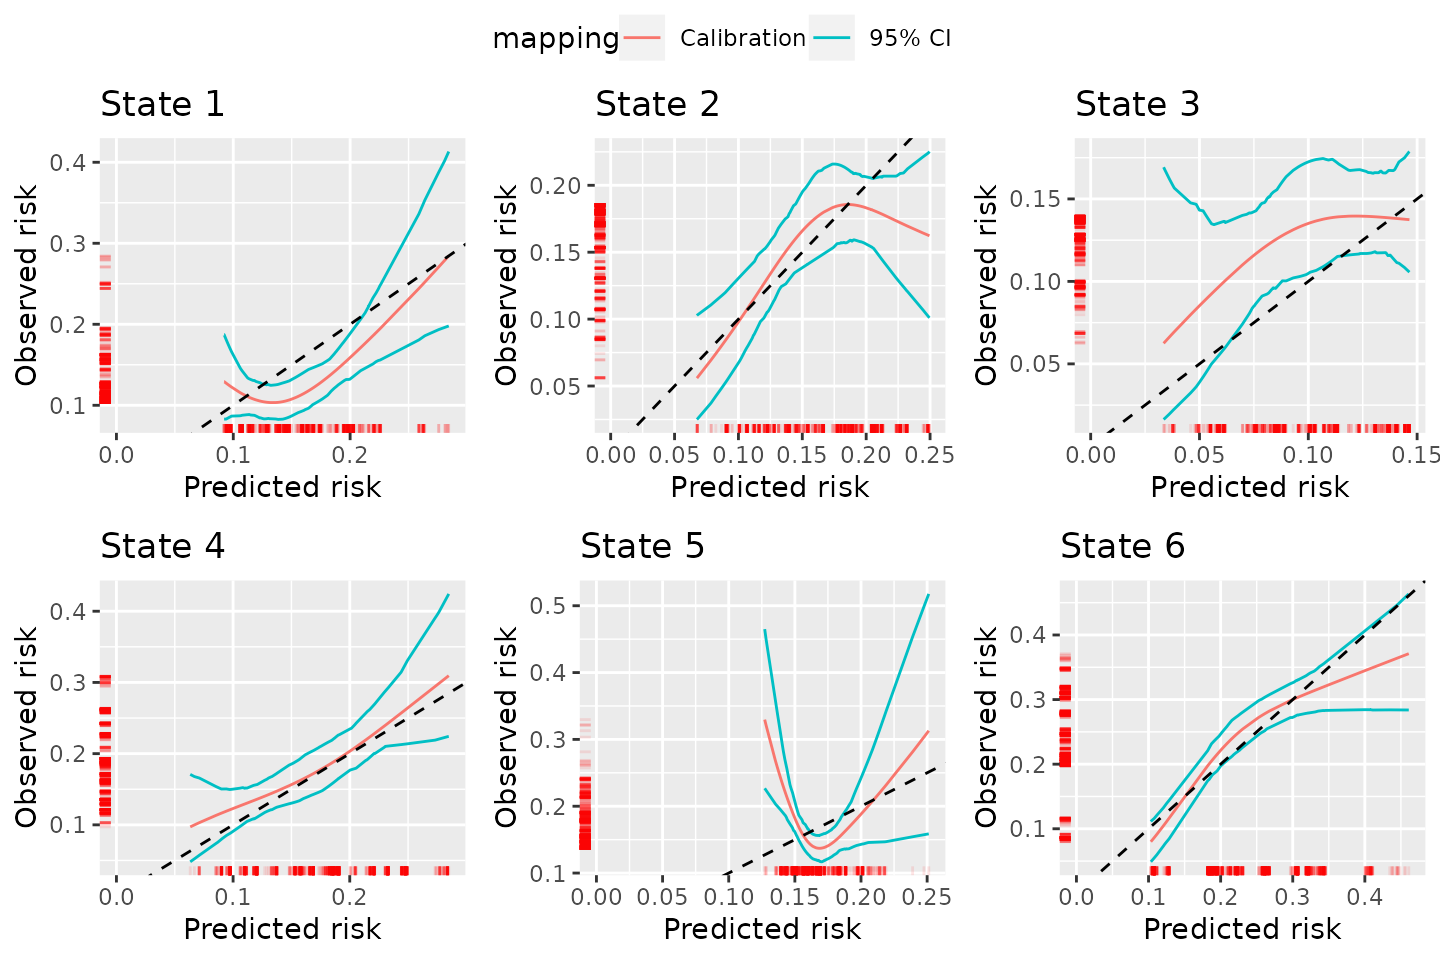 mapping Calibration 95% CI
State 1
Observed risk
0.4
0.3
0.2
0.1
0.0 0.1 0.2
Predicted risk
State 2
Observed risk
0.20
0.15
0.10
0.05
0.00 0.05 0.10 0.15 0.20 0.25
Predicted risk
State 3
Observed risk
0.15
0.10
0.05
0.00 0.05 0.10 0.15
Predicted risk
State 4
Observed risk
0.4
0.3
0.2
0.1
0.0 0.1 0.2
Predicted risk
State 5
Observed risk
0.5
0.4
0.3
0.2
0.1
0.00 0.05 0.10 0.15 0.20 0.25
Predicted risk
State 6
Observed risk
0.4
0.3
0.2
0.1
0.0 0.1 0.2 0.3 0.4
Predicted risk